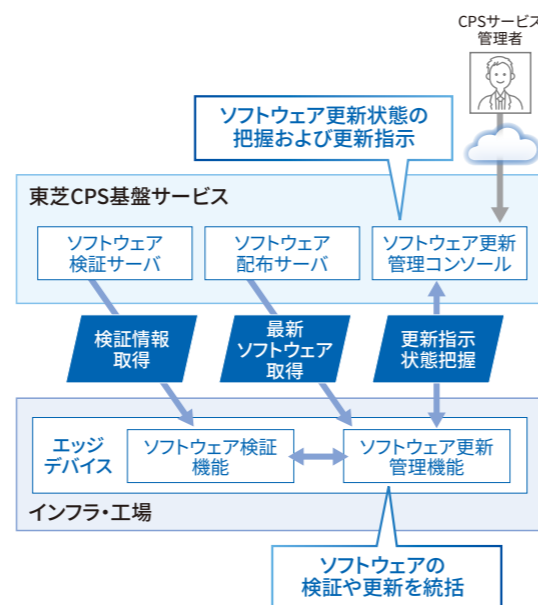 CPSサービス
管理者
ソフトウェア更新状態の
把握および更新指示
東芝CPS基盤サービス
ソフトウェア
検証サーバ
ソフトウェア
配布サーバ
ソフトウェア更新
管理コンソール
検証情報
取得
最新
ソフトウェア
取得
更新指示
状態把握
エッジ
デバイス
ソフトウェア検証
機能
ソフトウェア更新
管理機能
インフラ・工場
ソフトウェアの
検証や更新を統括